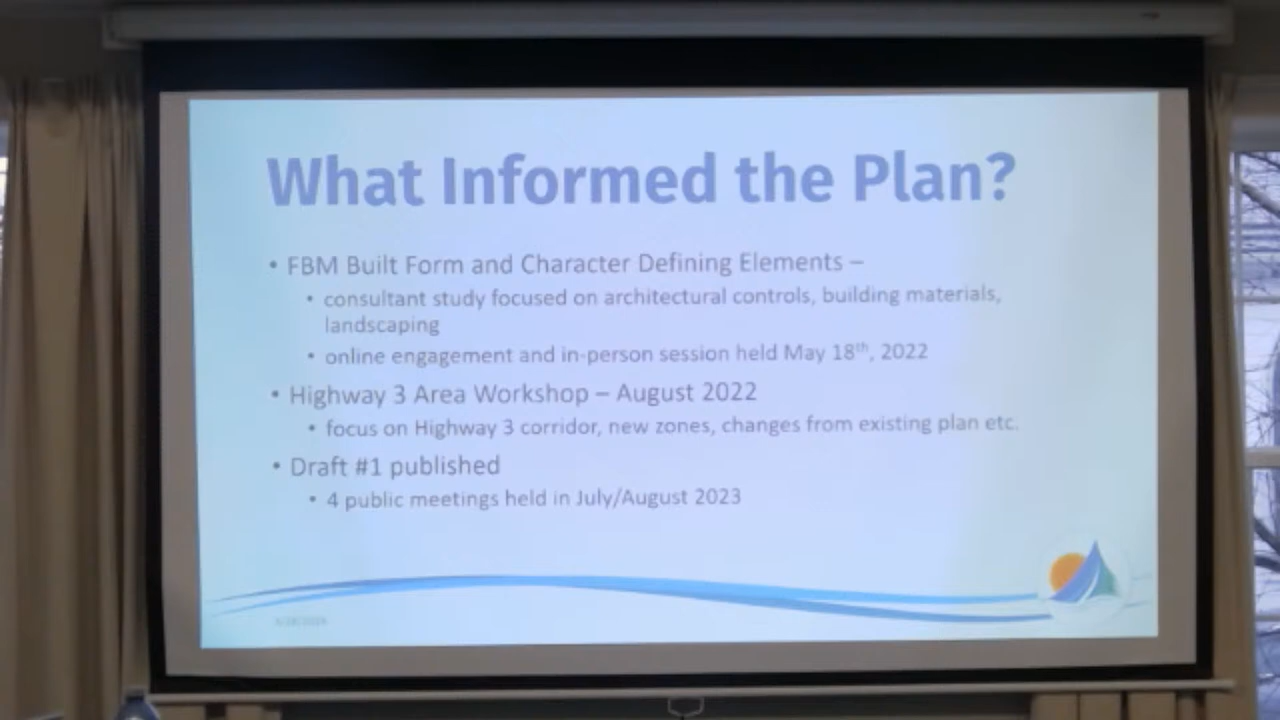 What Informed the Plan?
• FBM Built Form and Character Defining Elements –
• consultant study focused on architectural controls, building materials,
landscaping
• online engagement and in-person session held May 18th, 2022
• Highway 3 Area Workshop – August 2022
• focus on Highway 3 corridor, new zones, changes from existing plan etc.
• Draft #1 published
• 4 public meetings held in July/August 2023